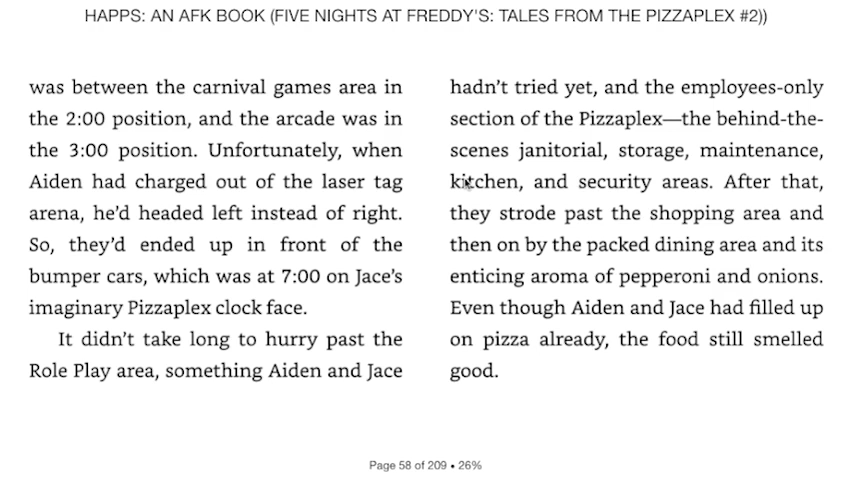 HAPPS: AN AFK BOOK (FIVE NIGHTS AT FREDDY'S: TALES FROM THE PIZZAPLEX #2))
was between the carnival games area in
the 2:00 position, and the arcade was in
the 3:00 position. Unfortunately, when
Aiden had charged out of the laser tag
arena, he’d headed left instead of right.
So, they’d ended up in front of the
bumper cars, which was at 7:00 on Jace’s
imaginary Pizzaplex clock face.
It didn’t take long to hurry past the
Role Play area, something Aiden and Jace
hadn’t tried yet, and the employees-only
section of the Pizzaplex—the behind-the-
scenes janitorial, storage, maintenance,
kitchen, and security areas. After that,
they strode past the shopping area and
then on by the packed dining area and its
enticing aroma of pepperoni and onions.
Even though Aiden and Jace had filled up
on pizza already, the food still smelled
good.
Page 58 of 209 • 26%